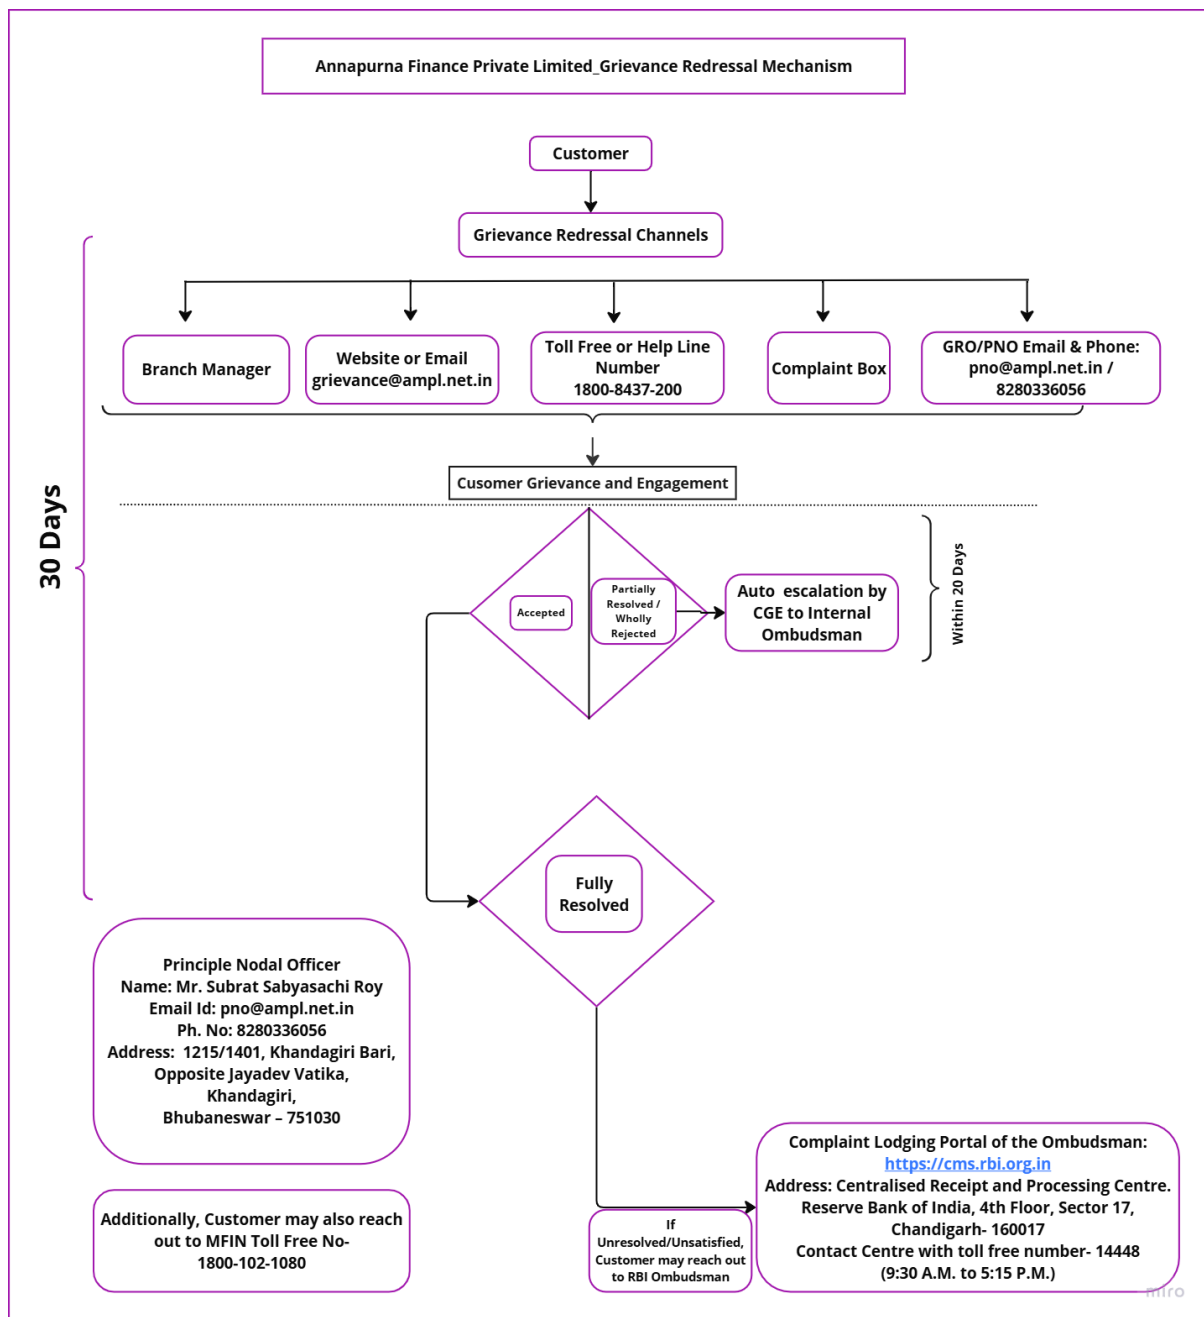 Annapurna Finance Private Limited_Grievance Redressal Mechanism
Customer
Grievance Redressal Channels
Branch Manager
Website or Email
grievance@ampl.net.in
Toll Free or Help Line
Number
1800-8437-200
Complaint Box
GRO/PNO Email & Phone:
pno@ampl.net.in /
8280336056
Cusomer Grievance and Engagement
30 Days
Accepted
Partially
Resolved /
Wholly
Rejected
Auto  escalation by
CGE to Internal
Ombudsman
Within 20 Days
Fully
Resolved
Principle Nodal Officer
Name: Mr. Subrat Sabyasachi Roy
Email Id: pno@ampl.net.in
Ph. No: 8280336056
Address:  1215/1401, Khandagiri Bari,
Opposite Jayadev Vatika,
Khandagiri,
Bhubaneswar – 751030
Additionally, Customer may also reach
out to MFIN Toll Free No-
1800-102-1080
If
Unresolved/Unsatisfied,
Customer may reach out
to RBI Ombudsman
Complaint Lodging Portal of the Ombudsman:
https://cms.rbi.org.in
Address: Centralised Receipt and Processing Centre.
Reserve Bank of India, 4th Floor, Sector 17,
Chandigarh- 160017
Contact Centre with toll free number- 14448
(9:30 A.M. to 5:15 P.M.)
miro